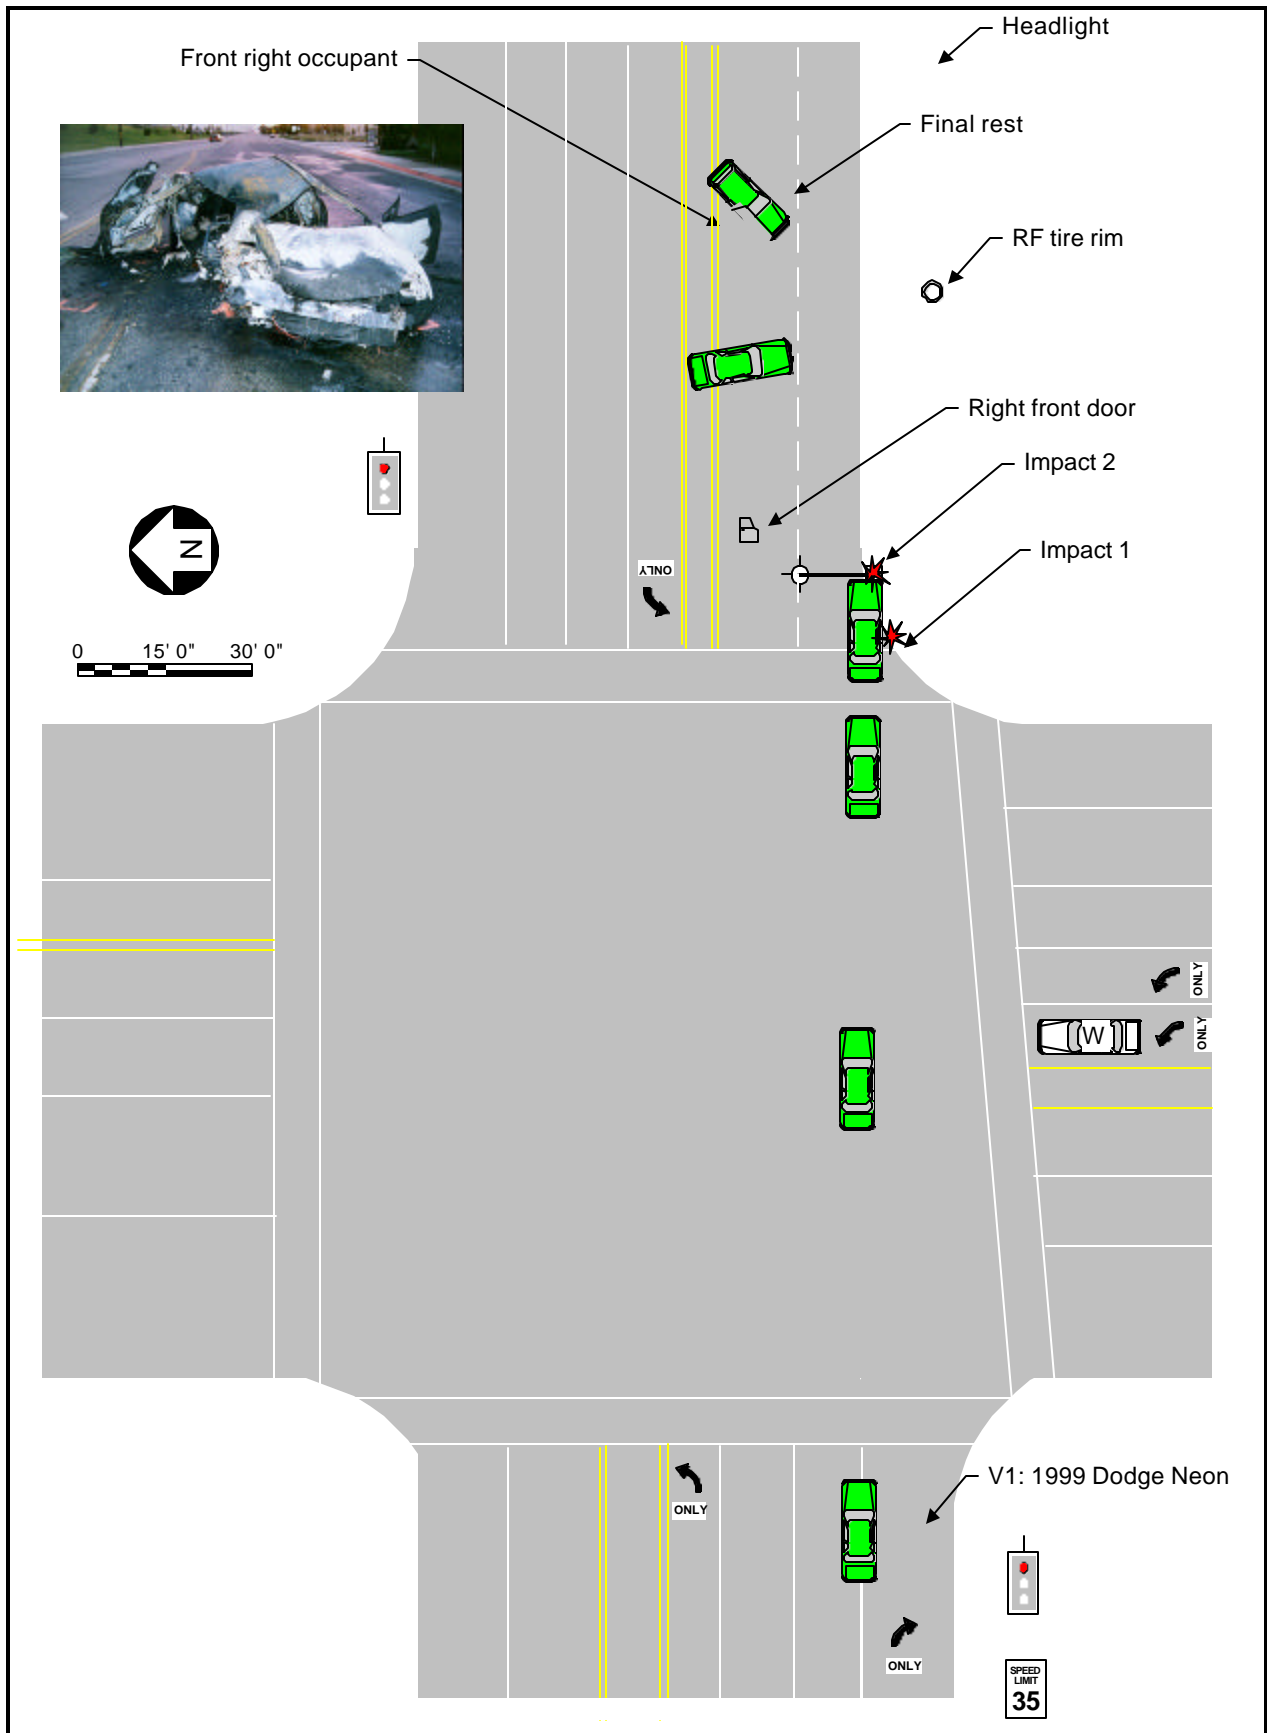 Headlight
Front right occupant
Final rest
RF tire rim
Right front door
Impact 2
Impact 1
N
ONLY
0 15' 0" 30' 0"
ONLY
W
ONLY
V1: 1999 Dodge Neon
ONLY
ONLY
SPEED
LIMIT
35